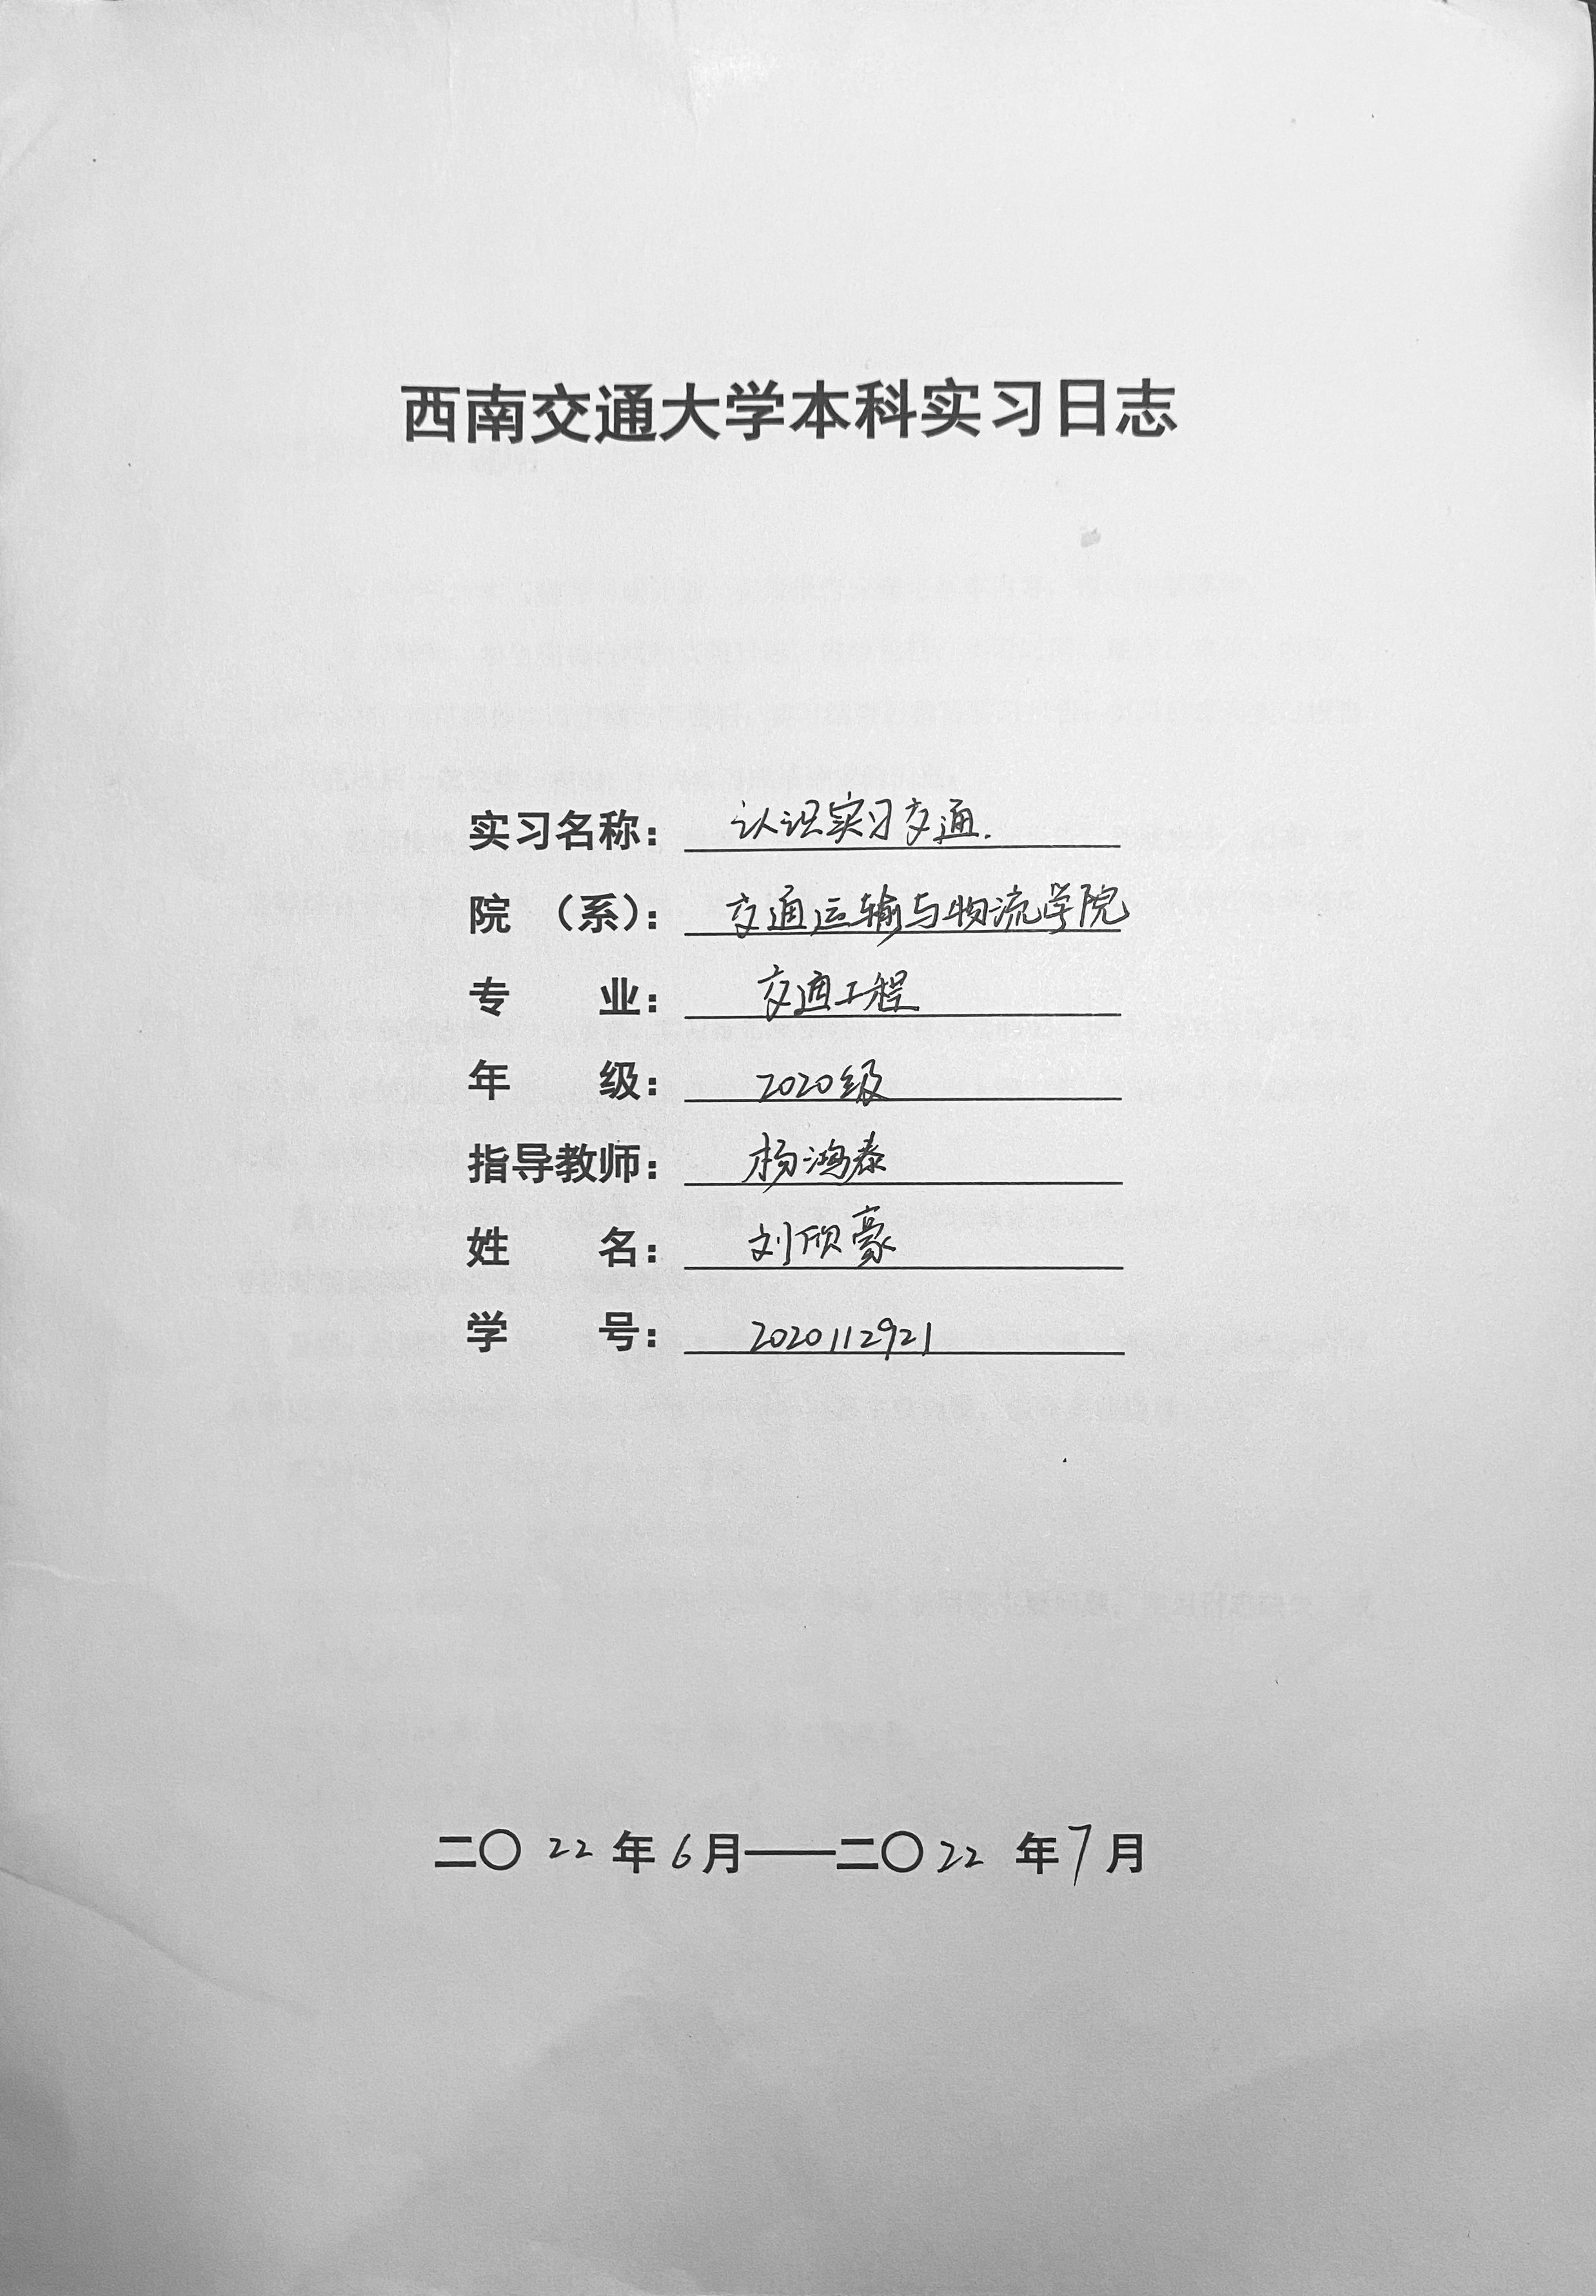 西南交通大学本科实习日志
实习名称： 认识实习交通.
院 （系）： 交通运输与物流学院
专 业： 交通工程
年 级： 2020级
指导教师： 杨鸿泰
姓 名： 刘欣豪
学 号： 2020112921
二〇22年6月——二〇22年7月